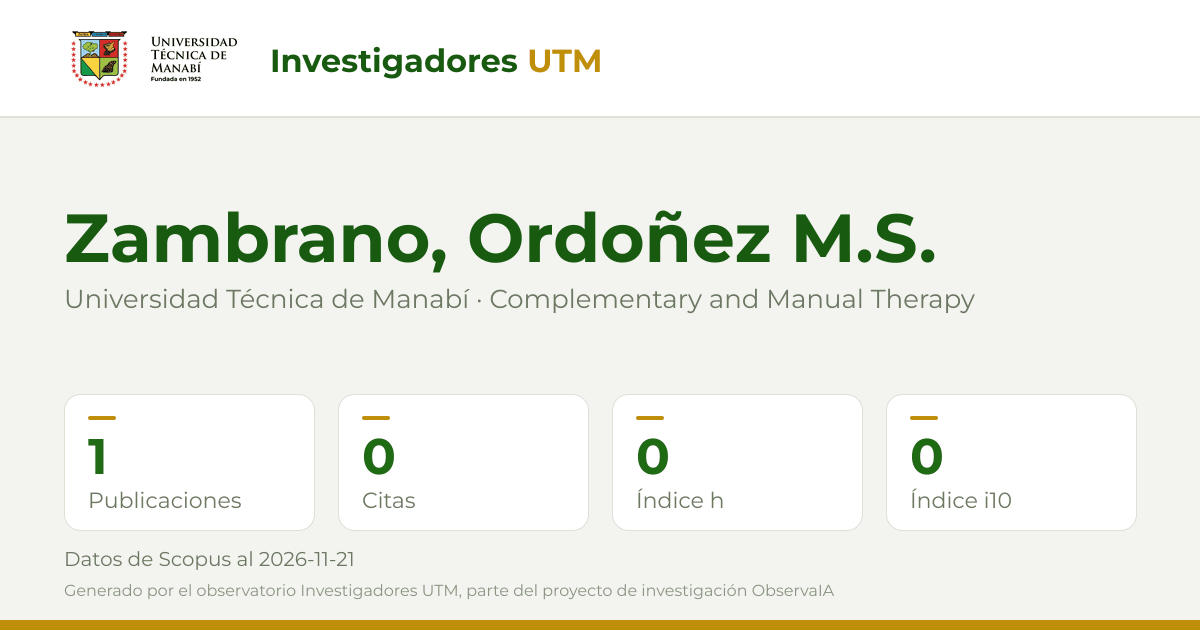 UNIVERSIDAD
TÉCNICA DE
MANABÍ
Fundada en 1952
Investigadores UTM
Zambrano, Ordoñez M.S.
Universidad Técnica de Manabí · Complementary and Manual Therapy
1
Publicaciones
0
Citas
0
Índice h
0
Índice i10
Datos de Scopus al 2026-11-21
Generado por el observatorio Investigadores UTM, parte del proyecto de investigación ObservaIA